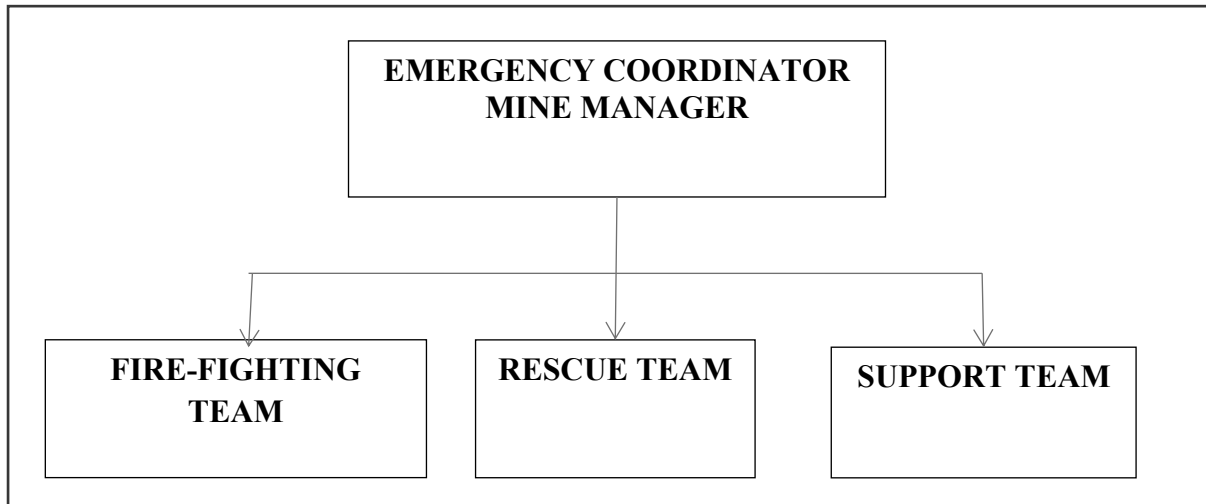 EMERGENCY COORDINATOR
MINE MANAGER
FIRE-FIGHTING
TEAM
RESCUE TEAM
SUPPORT TEAM